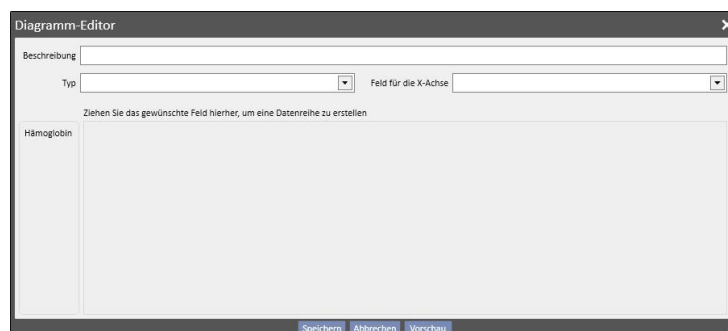 Diagramm-Editor
Beschreibung
Typ Feld für die X-Achse
Ziehen Sie das gewünschte Feld hierher, um eine Datenreihe zu erstellen
Hämoglobin
Speichern Abbrechen Vorschau